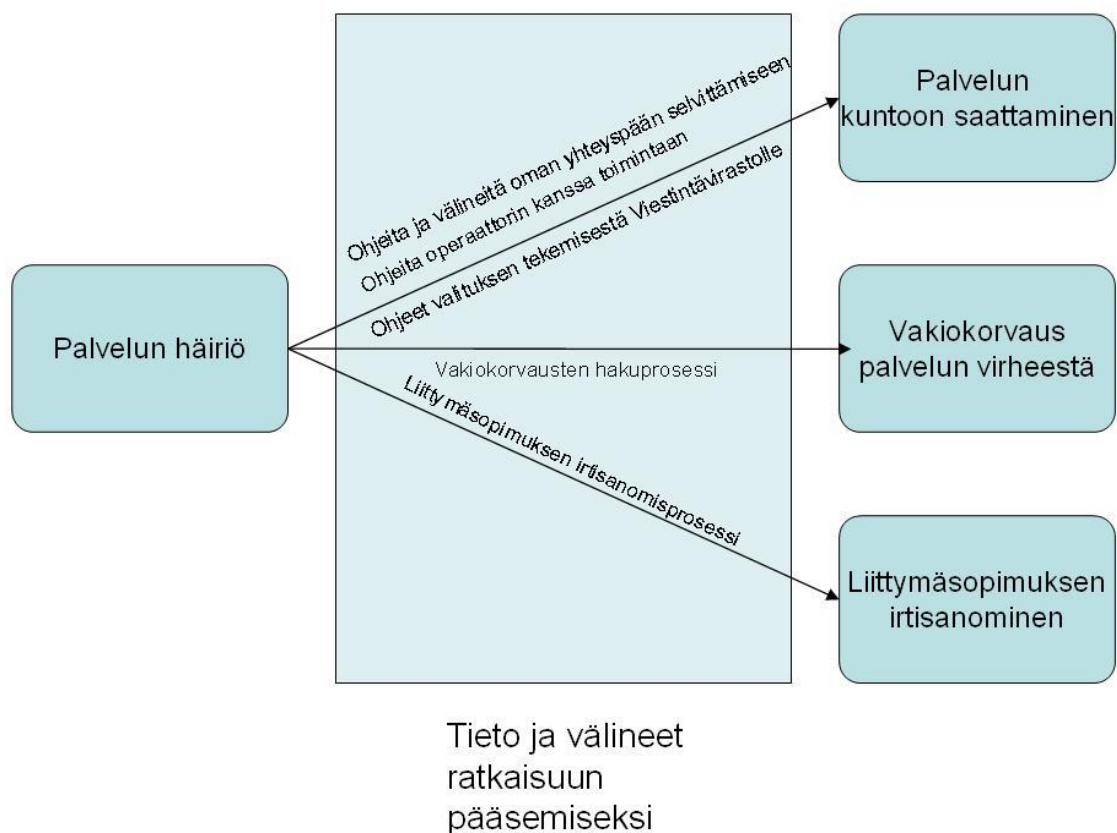 Palvelun häiriö
Ohjeita ja välineitä oman yhteyspään selvittämiseen
Ohjeita operaattorin kanssa toimintaan
Ohjeet valituksen tekemisestä Viestintävirastolle
Vakiokorvausten hakuprosessi
Liittymäsopimuksen irtisanomisprosessi
Palvelun
kuntoon saattaminen
Vakiokorvaus
palvelun virheestä
Liittymäsopimuksen
irtisanominen
Tieto ja välineet
ratkaisuun
pääsemiseksi